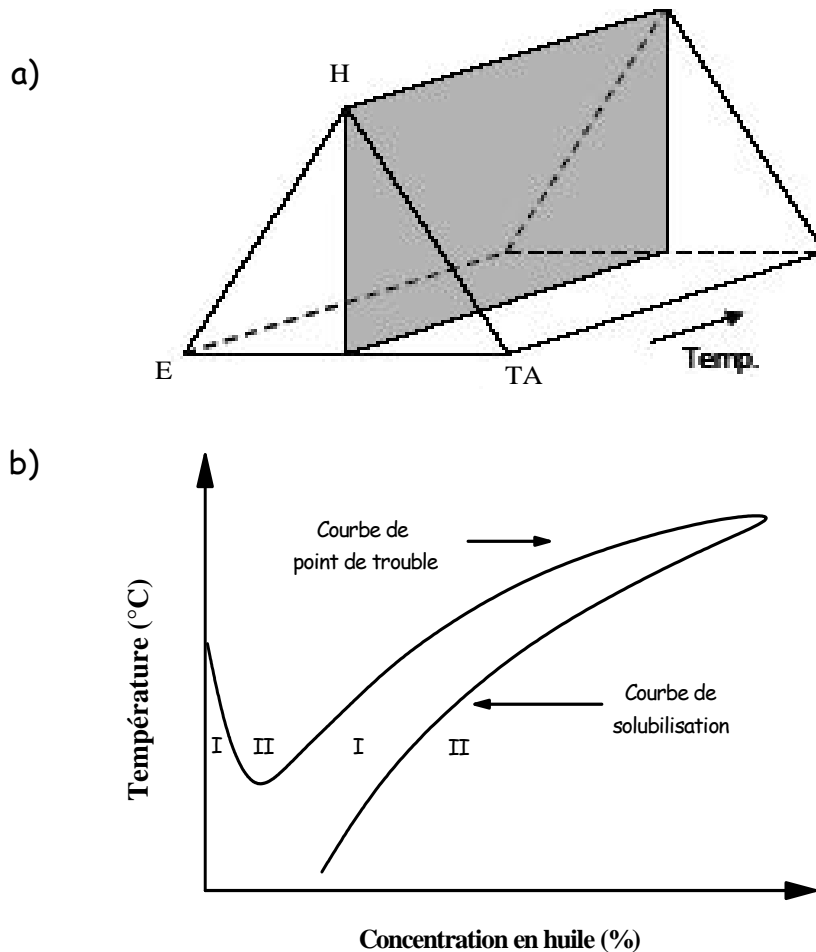 a)
H
E
TA
Temp.
b)
Courbe de
point de trouble
Courbe de
solubilisation
I
II
I
II
Température (°C)
Concentration en huile (%)